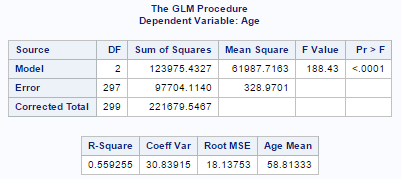 The GLM Procedure
Dependent Variable: Age
Source DF Sum of Squares Mean Square F Value Pr > F
Model 2 123975.4327 61987.7163 188.43 <.0001
Error 297 97704.1140 328.9701
Corrected Total 299 221679.5467
R-Square Coeff Var Root MSE Age Mean
0.559255 30.83915 18.13753 58.81333